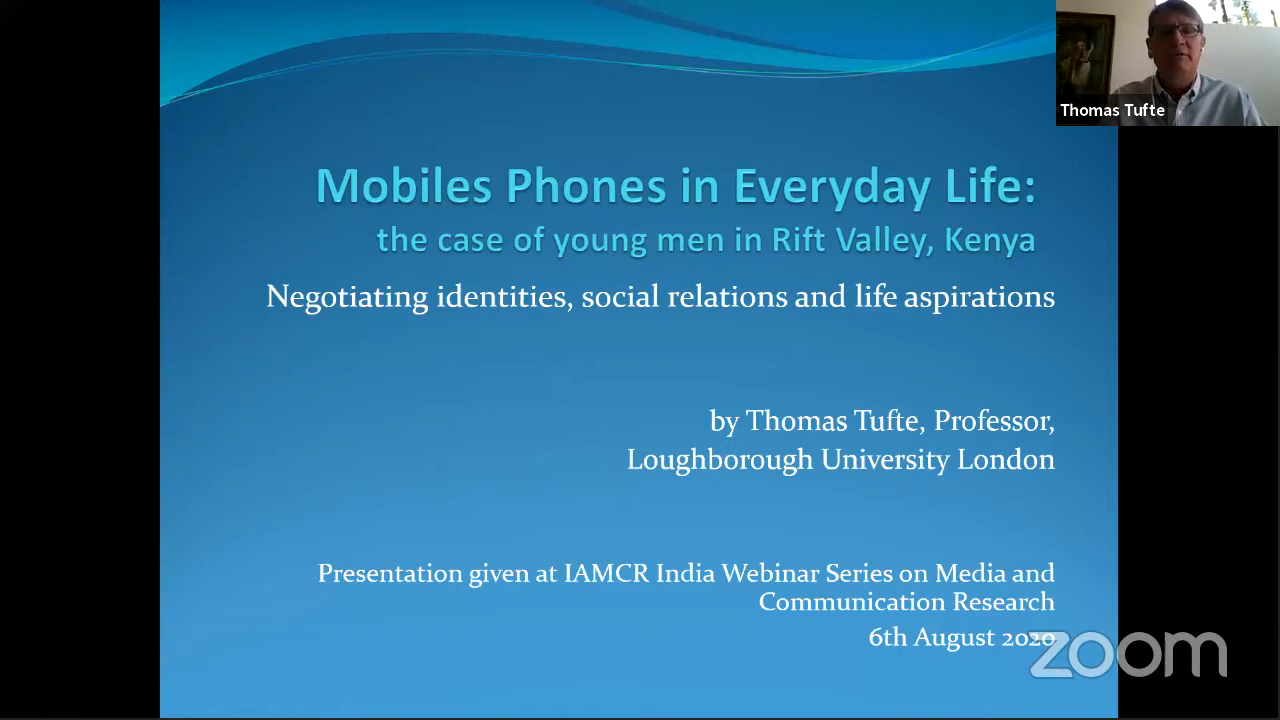 Thomas Tufte
Mobiles Phones in Everyday Life:
the case of young men in Rift Valley, Kenya
Negotiating identities, social relations and life aspirations
by Thomas Tufte, Professor,
Loughborough University London
Presentation given at IAMCR India Webinar Series on Media and
Communication Research
6th August 2020
zoom